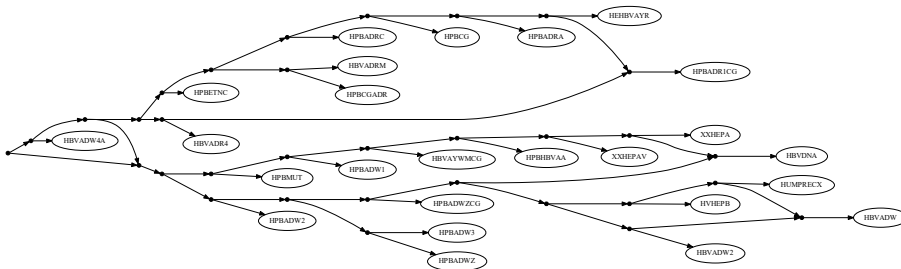 HEHBVAYR
HPBADRC
HPBCG
HPBADRA
HBVADRM
HPBADR1CG
HPBETNC
HPBCGADR
HBVADW4A
HBVADR4
XXHEPA
HBVAYWMCG
HPBHBVAA
XXHEPAV
HBVDNA
HPBADW1
HPBMUT
HUMPRECX
HPBADWZCG
HVHEPB
HPBADW2
HBVADW
HPBADW3
HBVADW2
HPBADWZ